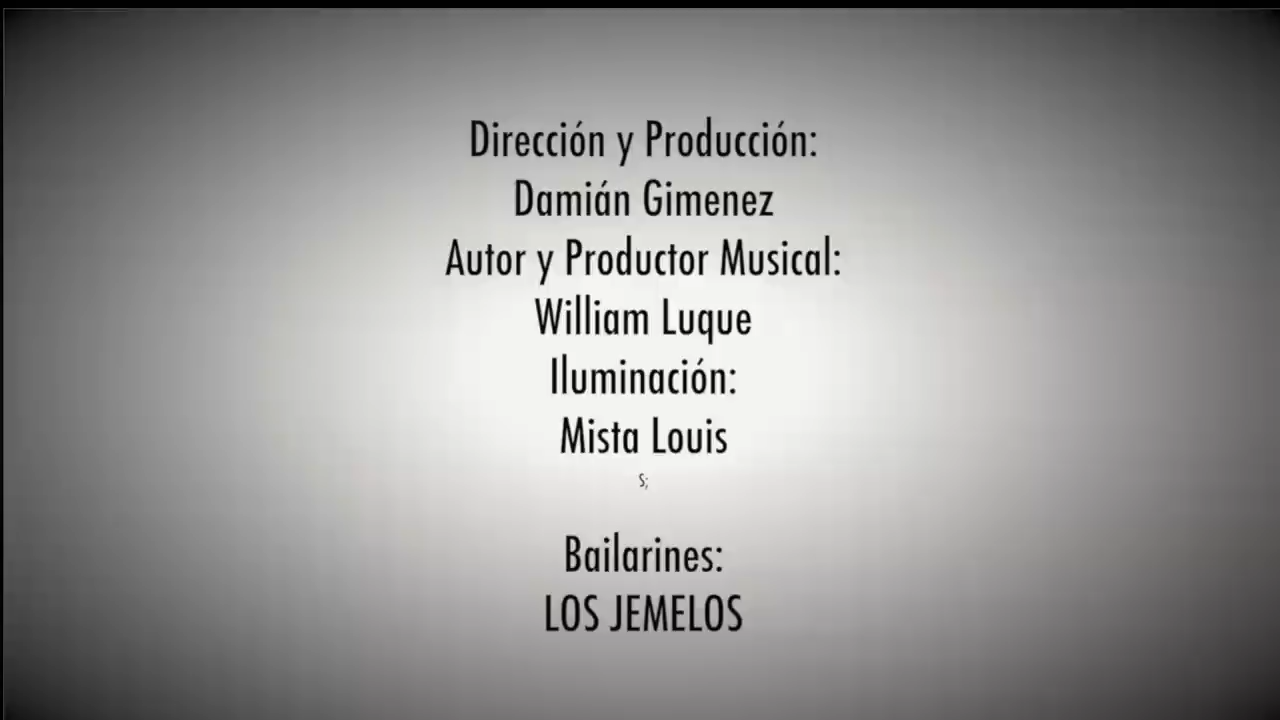 Dirección y Producción:
Damián Gimenez
Autor y Productor Musical:
William Luque
Iluminación:
Mista Louis
S;
Bailarines:
LOS JEMELOS